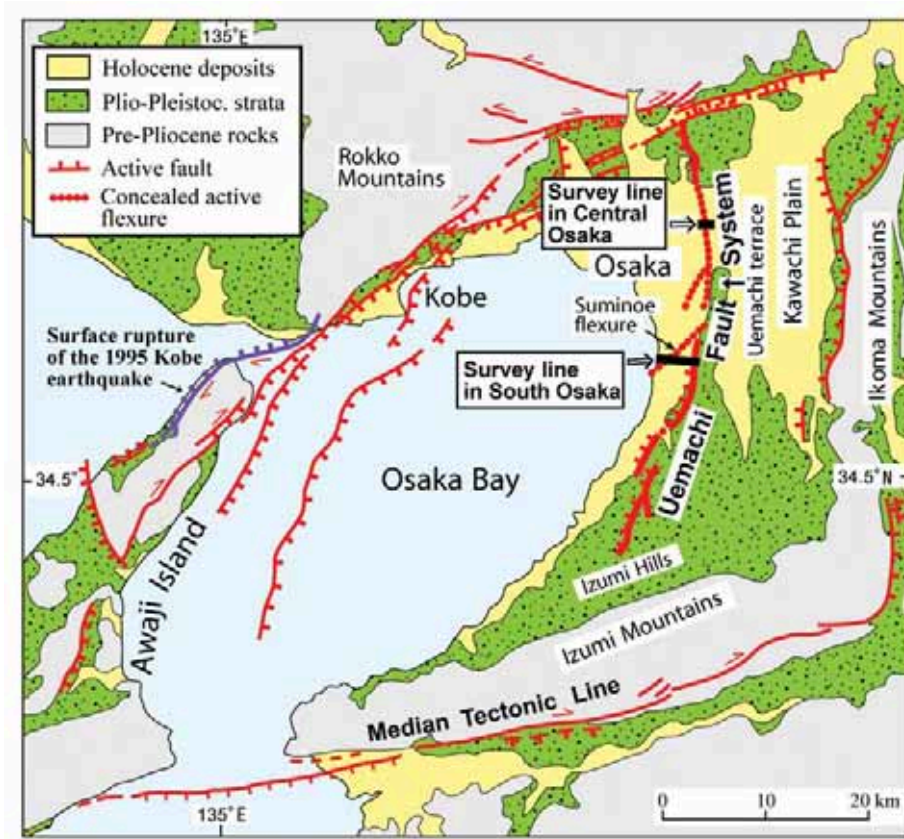 135°E
Holocene deposits
Plio-Pleistoc. strata
Pre-Pliocene rocks
Active fault
Concealed active
flexure
Rokko
Mountains
Survey line
in Central
Osaka
Osaka
Kobe
Suminoe
flexure
Fault System
Uemachi terrace
Kawachi Plain
Ikoma Mountains
Surface rupture
of the 1995 Kobe
earthquake
Survey line
in South Osaka
Uemachi
34.5°
Osaka Bay
34.5°N
Awaji Island
Izumi Hills
Izumi Mountains
Median Tectonic Line
135°E
0 10 20 km